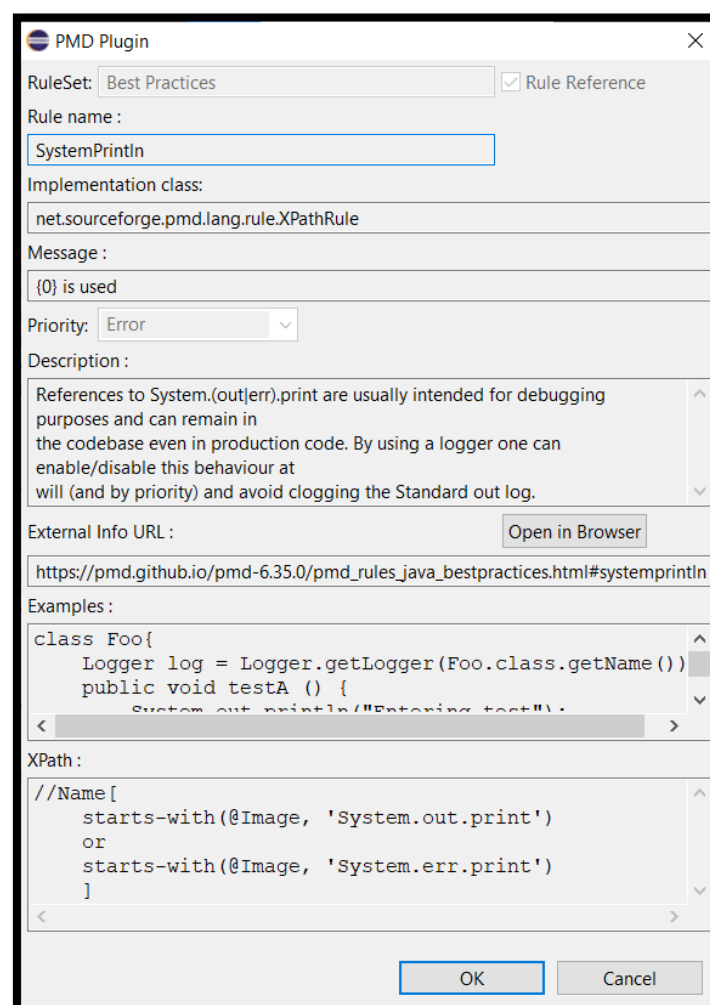 PMD Plugin
RuleSet: Best Practices Rule Reference
Rule name :
SystemPrintln
Implementation class:
net.sourceforge.pmd.lang.rule.XPathRule
Message :
{0} is used
Priority: Error
Description :
References to System.(out|err).print are usually intended for debugging
purposes and can remain in
the codebase even in production code. By using a logger one can
enable/disable this behaviour at
will (and by priority) and avoid clogging the Standard out log.
External Info URL : Open in Browser
https://pmd.github.io/pmd-6.35.0/pmd_rules_java_bestpractices.html#systemprintln
Examples :
class Foo{
Logger log = Logger.getLogger(Foo.class.getName())
public void testA () {
System.out.println("Entering test");
XPath :
//Name[
starts-with(@Image, 'System.out.print')
or
starts-with(@Image, 'System.err.print')
]
OK Cancel